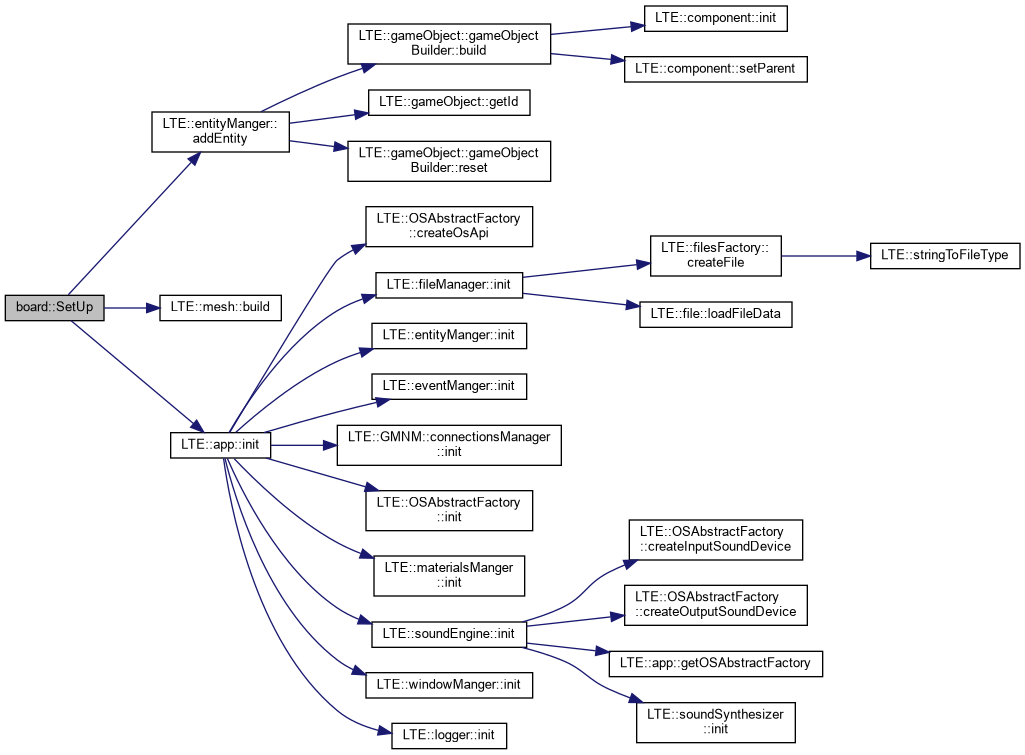 board::SetUp
LTE::entityManger::
addEntity
LTE::mesh::build
LTE::app::init
LTE::gameObject::gameObject
Builder::build
LTE::gameObject::getId
LTE::gameObject::gameObject
Builder::reset
LTE::OSAbstractFactory
::createOsApi
LTE::fileManager::init
LTE::entityManger::init
LTE::eventManger::init
LTE::GMNM::connectionsManager
::init
LTE::OSAbstractFactory
::init
LTE::materialsManger
::init
LTE::soundEngine::init
LTE::windowManger::init
LTE::logger::init
LTE::component::init
LTE::component::setParent
LTE::filesFactory::
createFile
LTE::file::loadFileData
LTE::OSAbstractFactory
::createInputSoundDevice
LTE::OSAbstractFactory
::createOutputSoundDevice
LTE::app::getOSAbstractFactory
LTE::soundSynthesizer
::init
LTE::stringToFileType